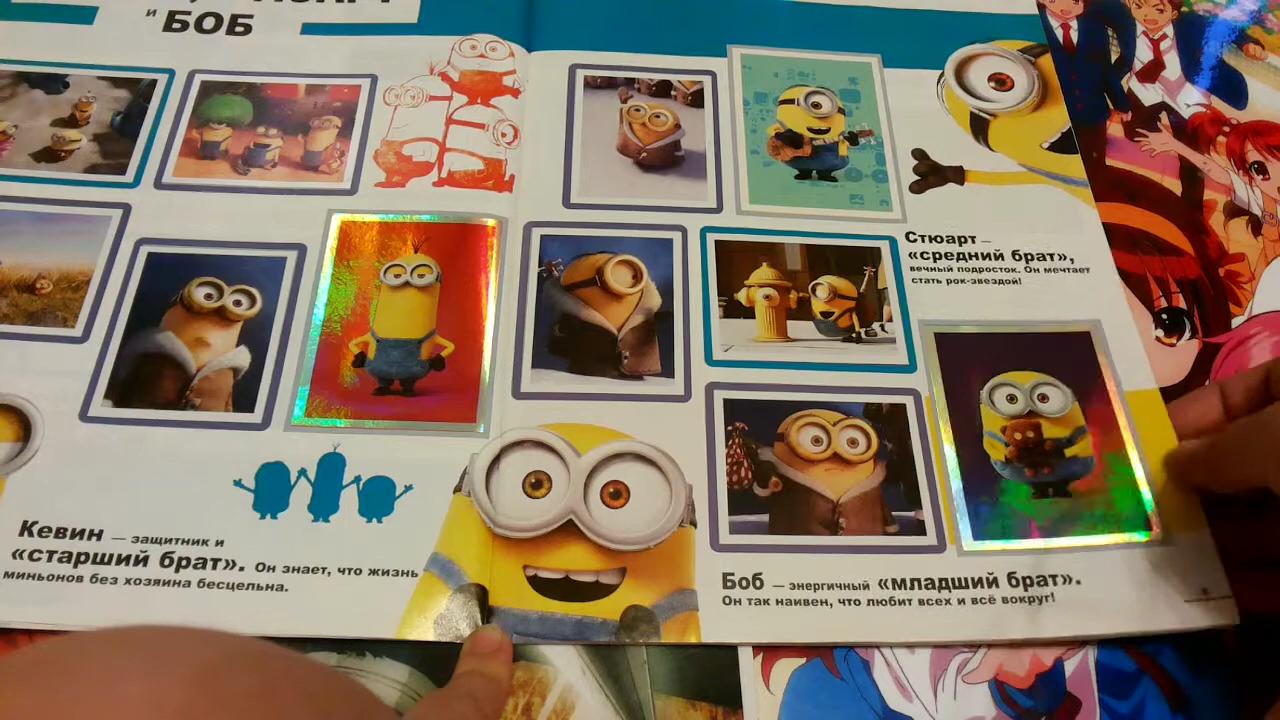 и БОБ
Стюарт —
«средний брат»,
вечный подросток. Он мечтает
стать рок-звездой!
Кевин — защитник и
«старший брат». Он знает, что жизнь
миньонов без хозяина бесцельна.
Боб — энергичный «младший брат».
Он так наивен, что любит всех и всё вокруг!